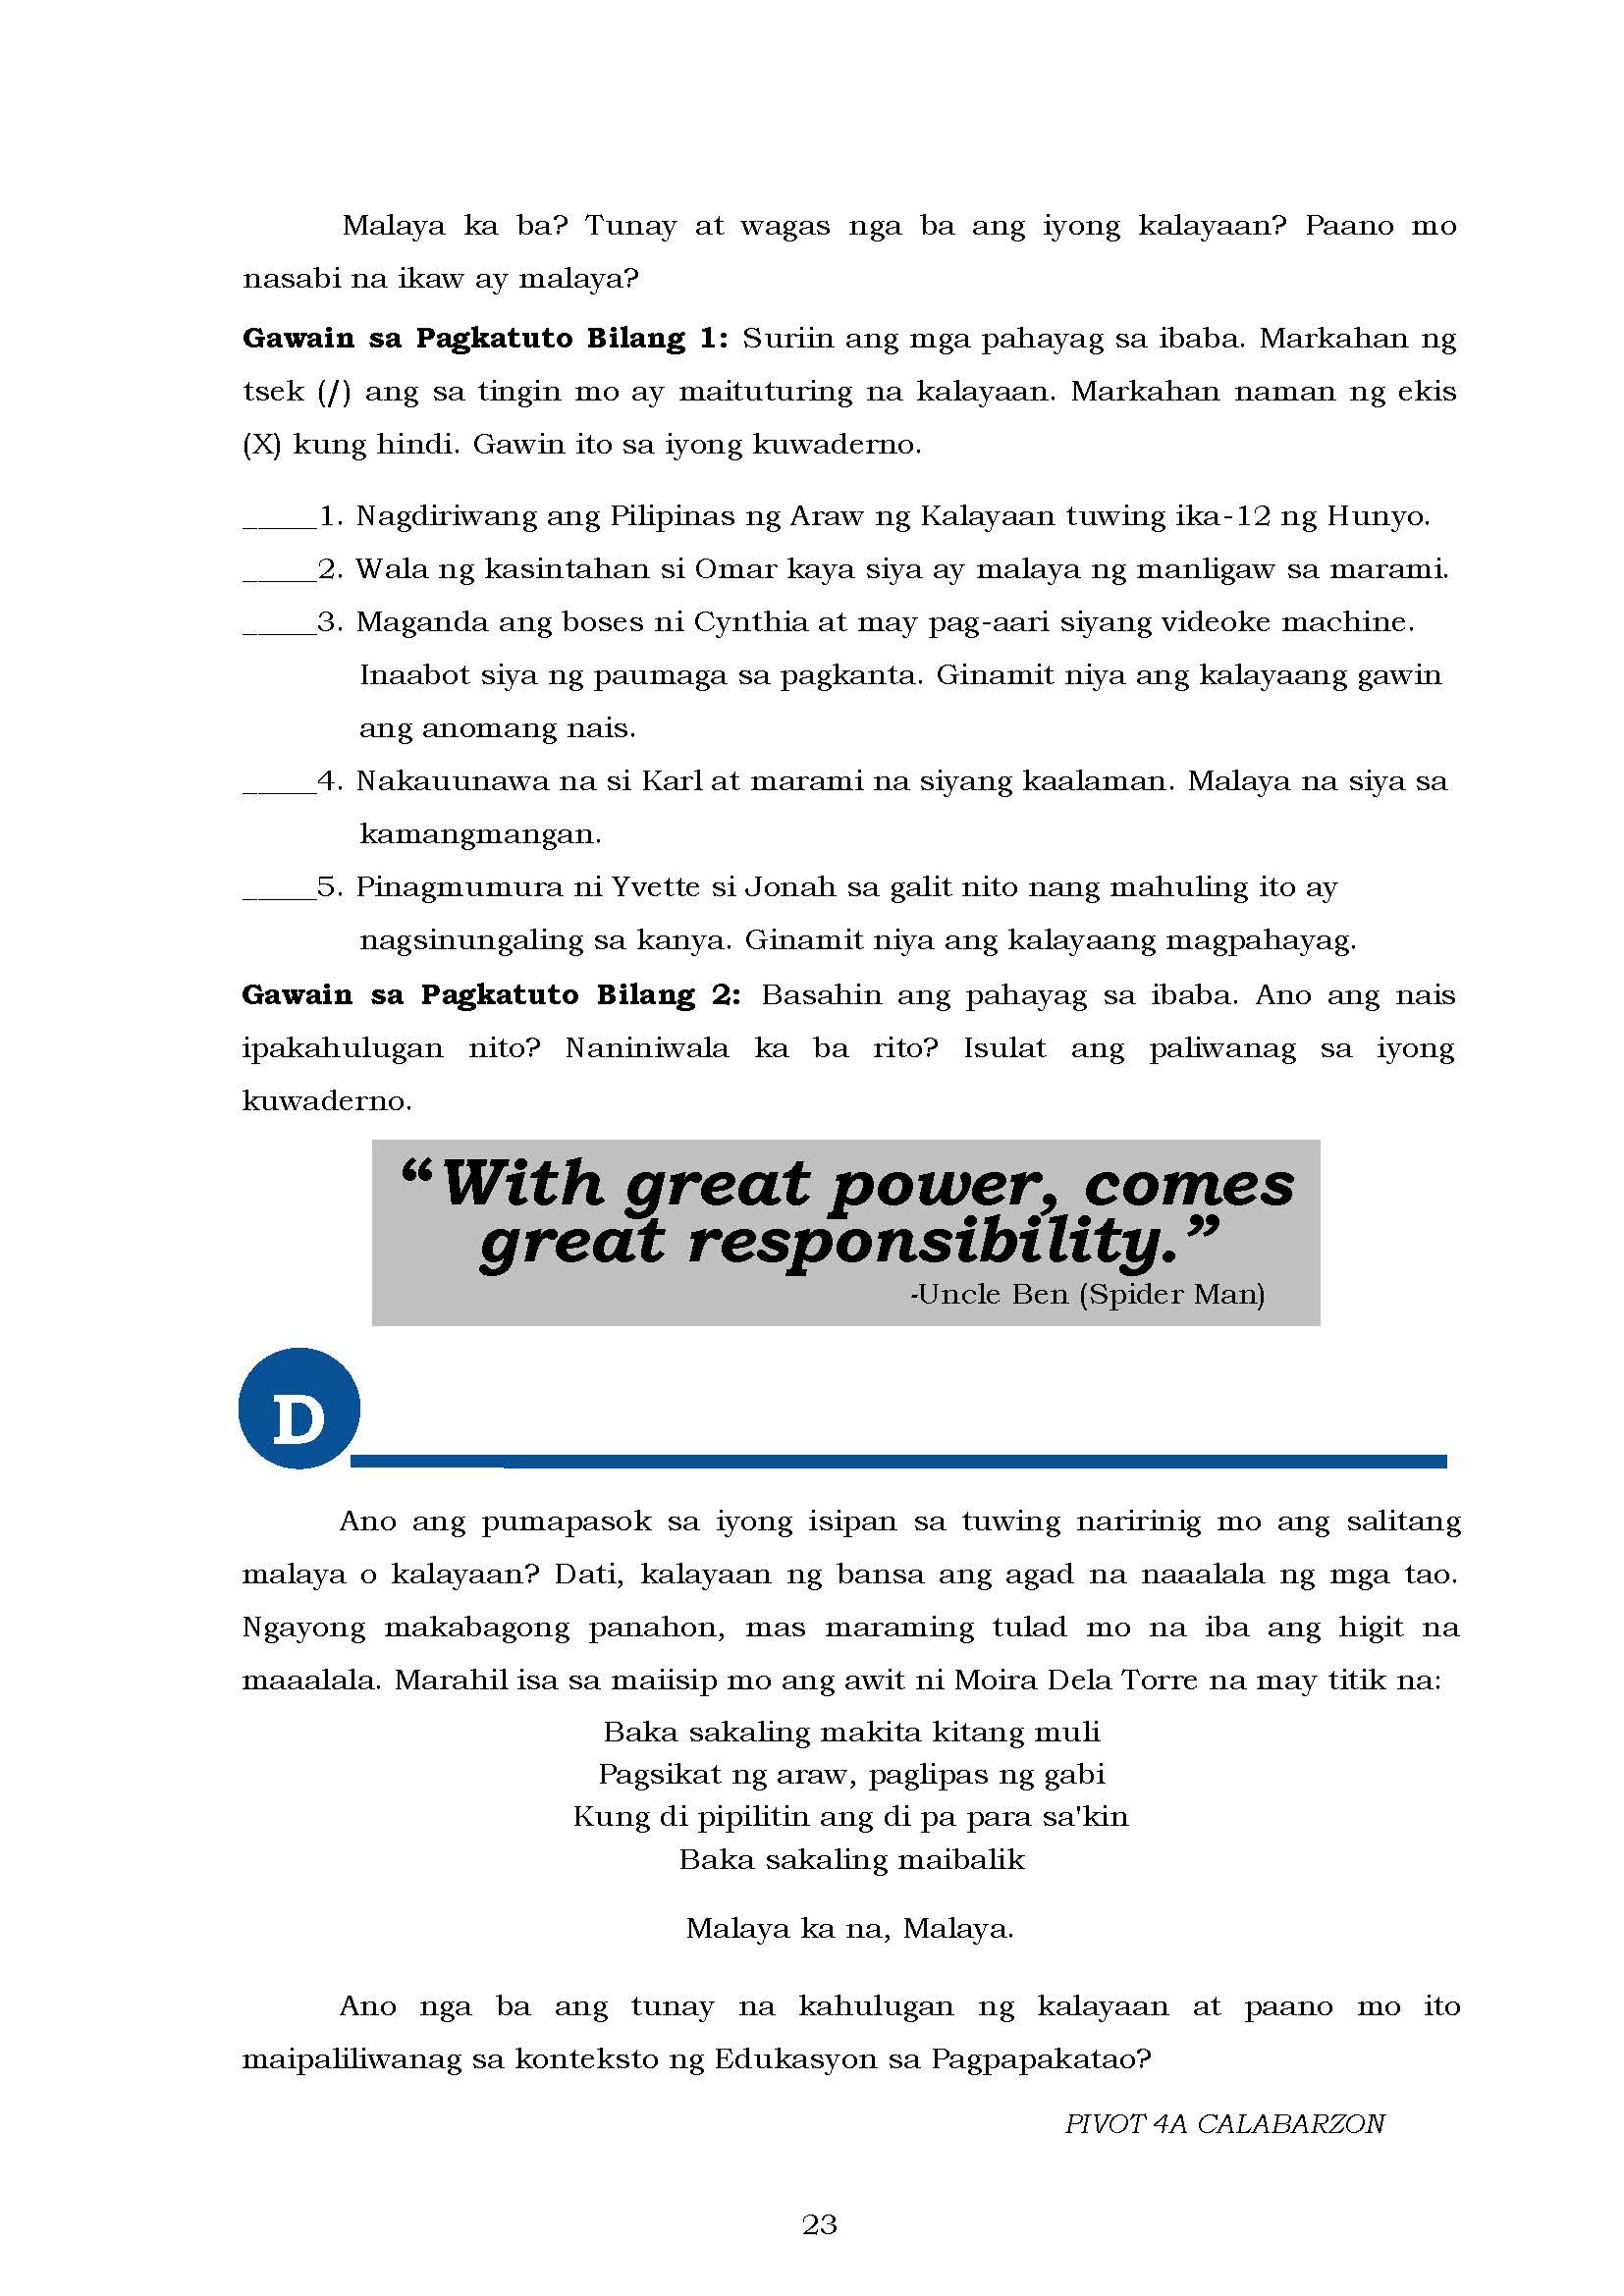 Malaya ka ba? Tunay at wagas nga ba ang iyong kalayaan? Paano mo
nasabi na ikaw ay malaya?
Gawain sa Pagkatuto Bilang 1: Suriin ang mga pahayag sa ibaba. Markahan ng
tsek (/) ang sa tingin mo ay maituturing na kalayaan. Markahan naman ng ekis
(X) kung hindi. Gawin ito sa iyong kuwaderno.
_____1. Nagdiriwang ang Pilipinas ng Araw ng Kalayaan tuwing ika-12 ng Hunyo.
_____2. Wala ng kasintahan si Omar kaya siya ay malaya ng manligaw sa marami.
_____3. Maganda ang boses ni Cynthia at may pag-aari siyang videoke machine.
Inaabot siya ng paumaga sa pagkanta. Ginamit niya ang kalayaang gawin
ang anomang nais.
_____4. Nakauunawa na si Karl at marami na siyang kaalaman. Malaya na siya sa
kamangmangan.
_____5. Pinagmumura ni Yvette si Jonah sa galit nito nang mahuling ito ay
nagsinungaling sa kanya. Ginamit niya ang kalayaang magpahayag.
Gawain sa Pagkatuto Bilang 2: Basahin ang pahayag sa ibaba. Ano ang nais
ipakahulugan nito? Naniniwala ka ba rito? Isulat ang paliwanag sa iyong
kuwaderno.
“With great power, comes
great responsibility.”
-Uncle Ben (Spider Man)
D
Ano ang pumapasok sa iyong isipan sa tuwing naririnig mo ang salitang
malaya o kalayaan? Dati, kalayaan ng bansa ang agad na naaalala ng mga tao.
Ngayong makabagong panahon, mas maraming tulad mo na iba ang higit na
maaalala. Marahil isa sa maiisip mo ang awit ni Moira Dela Torre na may titik na:
Baka sakaling makita kitang muli
Pagsikat ng araw, paglipas ng gabi
Kung di pipilitin ang di pa para sa'kin
Baka sakaling maibalik
Malaya ka na, Malaya.
Ano nga ba ang tunay na kahulugan ng kalayaan at paano mo ito
maipaliliwanag sa konteksto ng Edukasyon sa Pagpapakatao?
PIVOT 4A CALABARZON
23